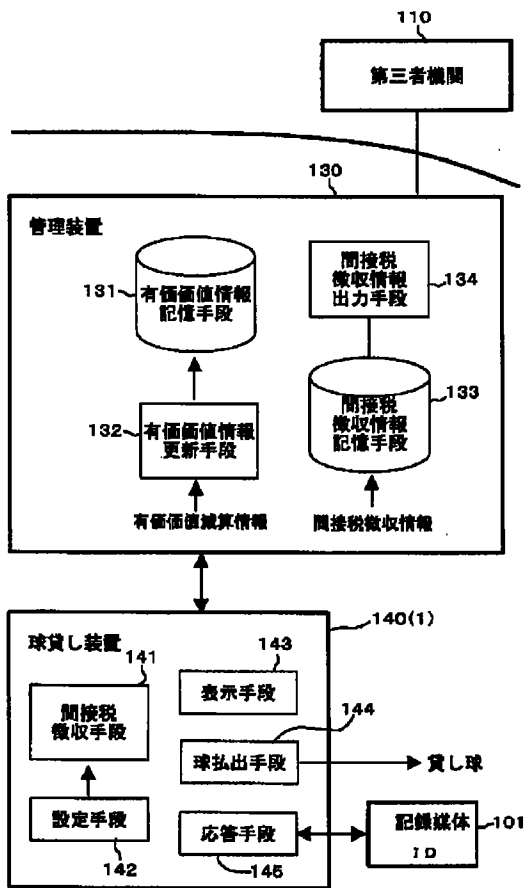 110
第三者機関
130
管理装置
131
有価価値情報
記憶手段
間接税
徴収情報
出力手段
134
132
有価価値情報
更新手段
間接税
徴収情報
記憶手段
133
有価価値減算情報
間接税徴収情報
140(1)
球貸し装置
141
間接税
徴収手段
143
表示手段
144
球払出手段
貸し球
設定手段
142
応答手段
145
記録媒体
ID
101